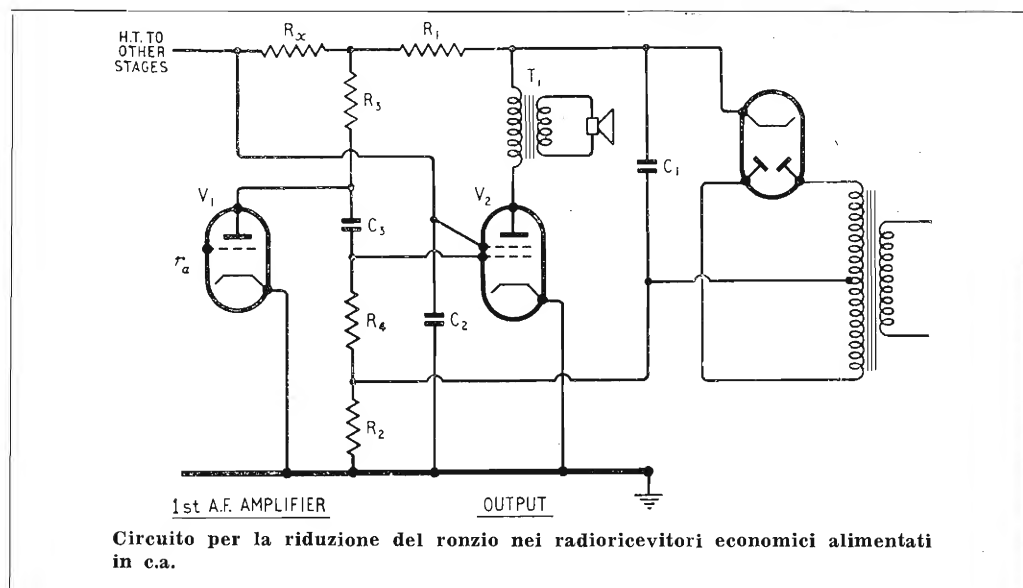 H.T. TO
OTHER
STAGES
Rx
R1
R3
T1
C1
V1
V2
C3
ra
R4
C2
R2
1st A.F. AMPLIFIER
OUTPUT
Circuito per la riduzione del ronzio nei radioricevitori economici alimentati
in c.a.